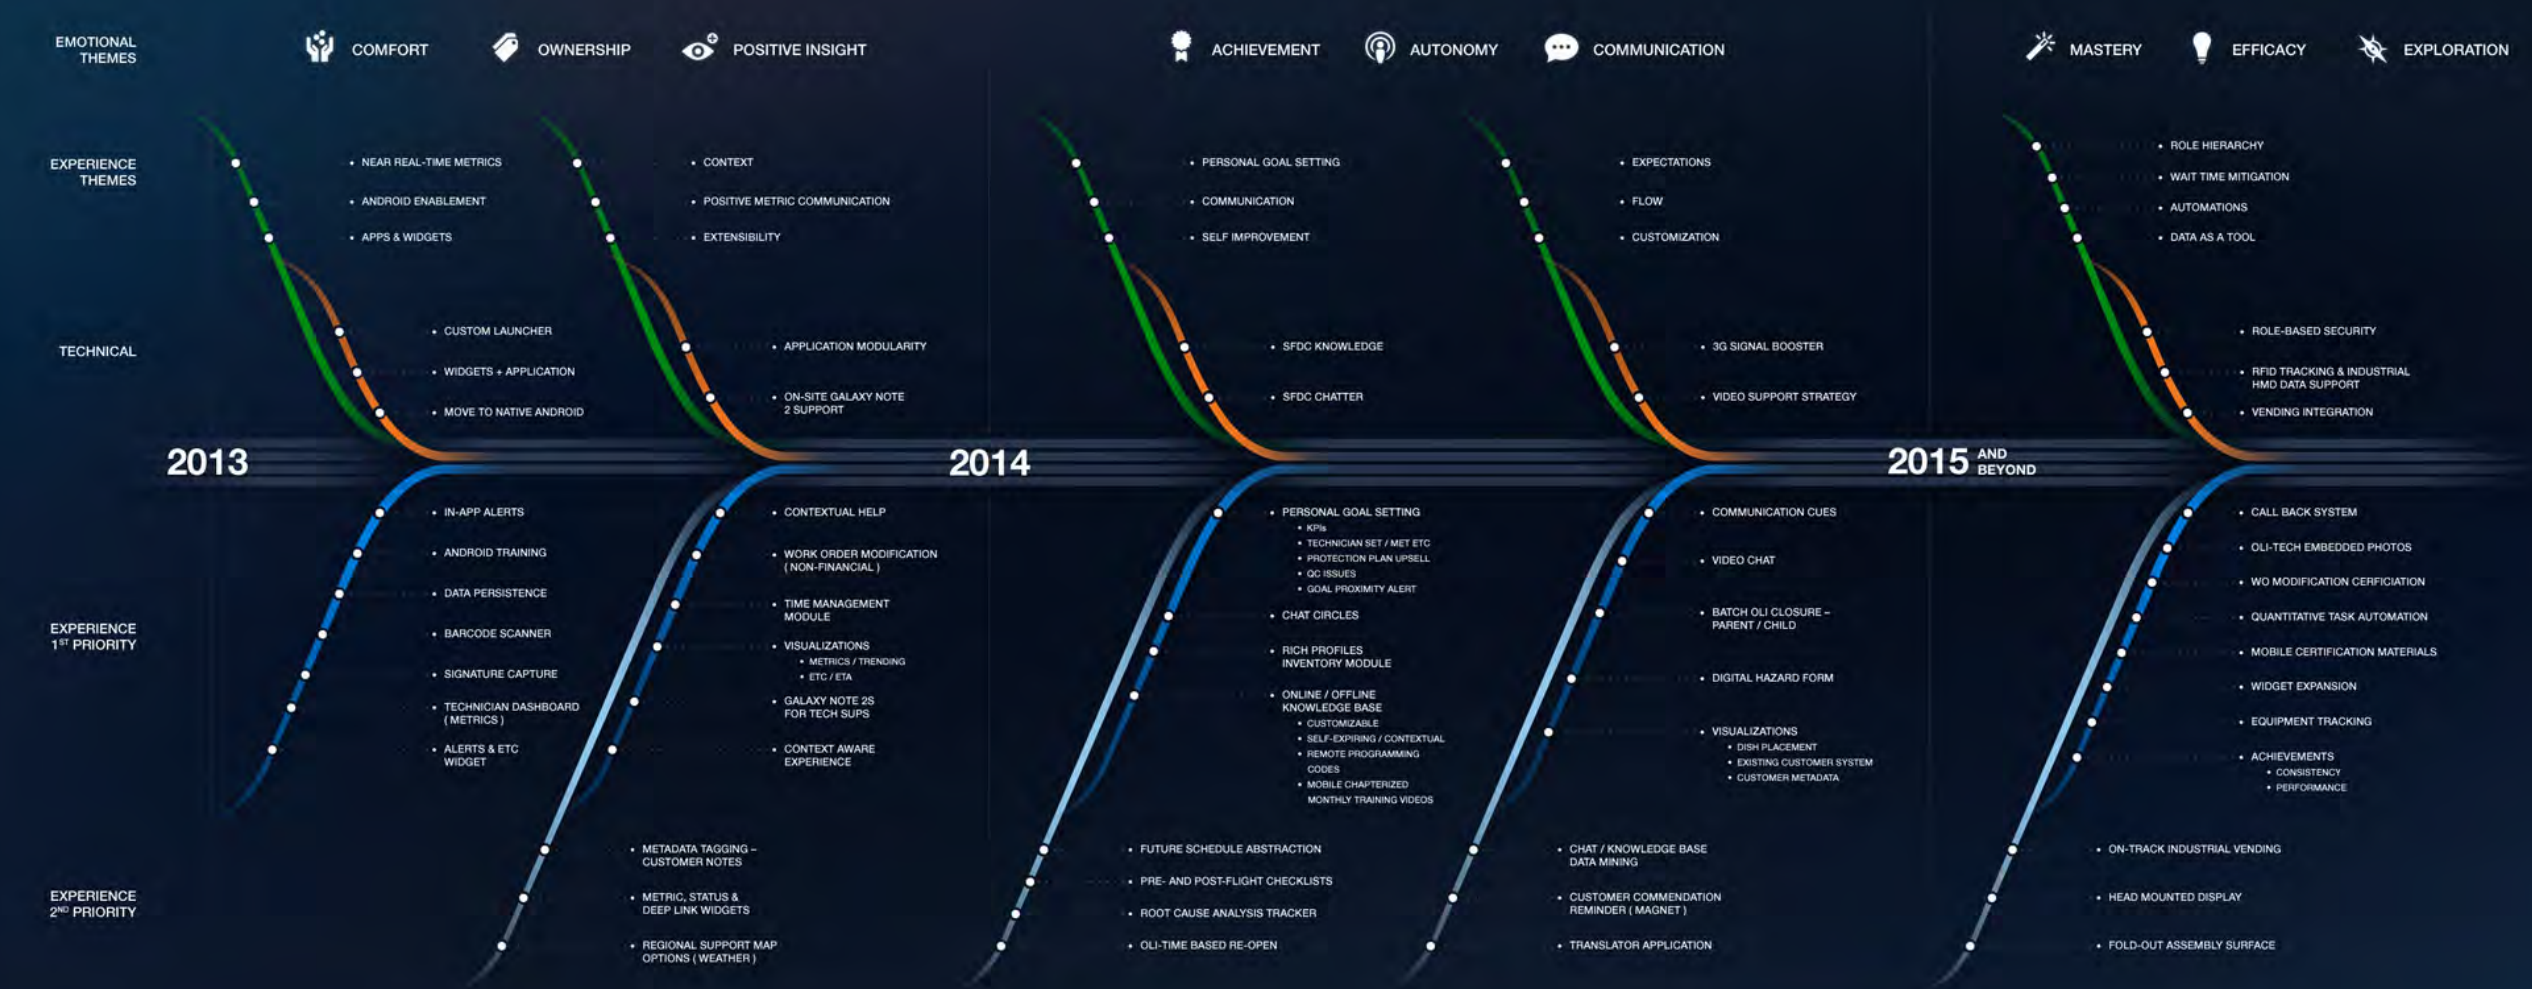 EMOTIONAL
THEMES
COMFORT
OWNERSHIP
POSITIVE INSIGHT
ACHIEVEMENT
AUTONOMY
COMMUNICATION
MASTERY
EFFICACY
EXPLORATION
EXPERIENCE
THEMES
• NEAR REAL-TIME METRICS
• ANDROID ENABLEMENT
• APPS & WIDGETS
• CONTEXT
• POSITIVE METRIC COMMUNICATION
• EXTENSIBILITY
• PERSONAL GOAL SETTING
• COMMUNICATION
• SELF IMPROVEMENT
• EXPECTATIONS
• FLOW
• CUSTOMIZATION
• ROLE HIERARCHY
• WAIT TIME MITIGATION
• AUTOMATIONS
• DATA AS A TOOL
TECHNICAL
• CUSTOM LAUNCHER
• WIDGETS + APPLICATION
• MOVE TO NATIVE ANDROID
• APPLICATION MODULARITY
• ON-SITE GALAXY NOTE
2 SUPPORT
• SFDC KNOWLEDGE
• SFDC CHATTER
• 3G SIGNAL BOOSTER
• VIDEO SUPPORT STRATEGY
• ROLE-BASED SECURITY
• RFID TRACKING & INDUSTRIAL
HMD DATA SUPPORT
• VENDING INTEGRATION
2013
2014
2015 AND
BEYOND
EXPERIENCE
1ST PRIORITY
• IN-APP ALERTS
• ANDROID TRAINING
• DATA PERSISTENCE
• BARCODE SCANNER
• SIGNATURE CAPTURE
• TECHNICIAN DASHBOARD
( METRICS )
• ALERTS & ETC
WIDGET
• CONTEXTUAL HELP
• WORK ORDER MODIFICATION
( NON-FINANCIAL )
• TIME MANAGEMENT
MODULE
• VISUALIZATIONS
• METRICS / TRENDING
• ETC / ETA
• GALAXY NOTE 2S
FOR TECH SUPS
• CONTEXT AWARE
EXPERIENCE
• PERSONAL GOAL SETTING
• KPIs
• TECHNICIAN SET / MET ETC
• PROTECTION PLAN UPSELL
• QC ISSUES
• GOAL PROXIMITY ALERT
• CHAT CIRCLES
• RICH PROFILES
INVENTORY MODULE
• ONLINE / OFFLINE
KNOWLEDGE BASE
• CUSTOMIZABLE
• SELF-EXPIRING / CONTEXTUAL
• REMOTE PROGRAMMING
CODES
• MOBILE CHAPTERIZED
MONTHLY TRAINING VIDEOS
• COMMUNICATION CUES
• VIDEO CHAT
• BATCH OLI CLOSURE –
PARENT / CHILD
• DIGITAL HAZARD FORM
• VISUALIZATIONS
• DISH PLACEMENT
• EXISTING CUSTOMER SYSTEM
• CUSTOMER METADATA
• CALL BACK SYSTEM
• OLI-TECH EMBEDDED PHOTOS
• WO MODIFICATION CERFICIATION
• QUANTITATIVE TASK AUTOMATION
• MOBILE CERTIFICATION MATERIALS
• WIDGET EXPANSION
• EQUIPMENT TRACKING
• ACHIEVEMENTS
• CONSISTENCY
• PERFORMANCE
EXPERIENCE
2ND PRIORITY
• METADATA TAGGING –
CUSTOMER NOTES
• METRIC, STATUS &
DEEP LINK WIDGETS
• REGIONAL SUPPORT MAP
OPTIONS ( WEATHER )
• FUTURE SCHEDULE ABSTRACTION
• PRE- AND POST-FLIGHT CHECKLISTS
• ROOT CAUSE ANALYSIS TRACKER
• OLI-TIME BASED RE-OPEN
• CHAT / KNOWLEDGE BASE
DATA MINING
• CUSTOMER COMMENDATION
REMINDER ( MAGNET )
• TRANSLATOR APPLICATION
• ON-TRACK INDUSTRIAL VENDING
• HEAD MOUNTED DISPLAY
• FOLD-OUT ASSEMBLY SURFACE